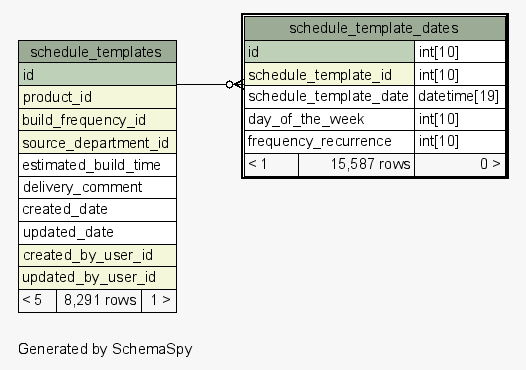 schedule_templates
id
product_id
build_frequency_id
source_department_id
estimated_build_time
delivery_comment
created_date
updated_date
created_by_user_id
updated_by_user_id
< 5 8,291 rows 1 >
schedule_template_dates
id int[10]
schedule_template_id int[10]
schedule_template_date datetime[19]
day_of_the_week int[10]
frequency_recurrence int[10]
< 1 15,587 rows 0 >
Generated by SchemaSpy